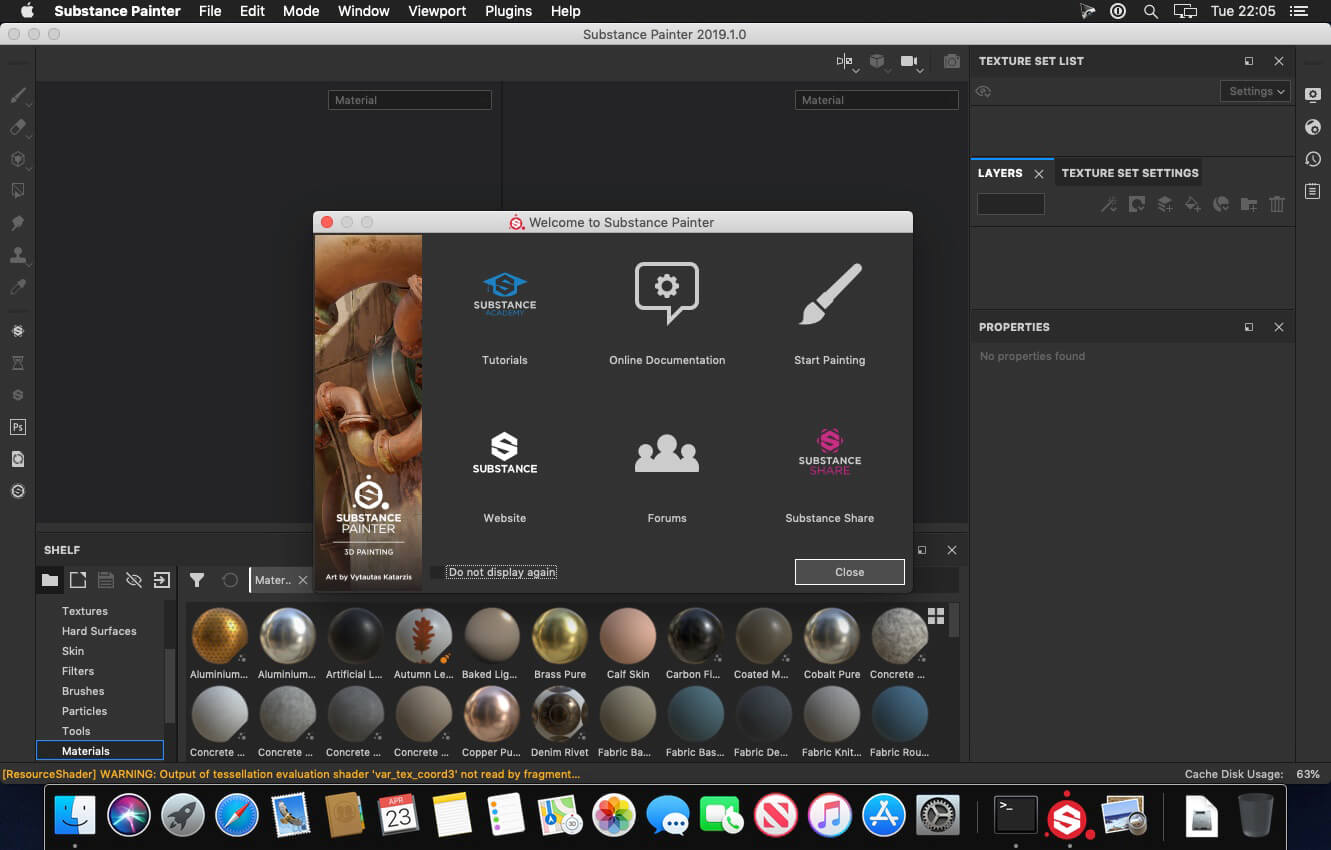 Substance Painter File Edit Mode Window Viewport Plugins Help
Tue 22:05
Substance Painter 2019.1.0
Material
Material
TEXTURE SET LIST
Settings
LAYERS
TEXTURE SET SETTINGS
PROPERTIES
No properties found
Welcome to Substance Painter
SUBSTANCE
ACADEMY
Tutorials
Online Documentation
Start Painting
SUBSTANCE
Website
Forums
SUBSTANCE
SHARE
Substance Share
SUBSTANCE
PAINTER
3D PAINTING
Art by Vytautas Katarzis
Do not display again
Close
Ps
SHELF
Mater..
Textures
Hard Surfaces
Skin
Filters
Brushes
Particles
Tools
Materials
Aluminium... Aluminium... Artificial L... Autumn Le... Baked Lig... Brass Pure Calf Skin Carbon Fi... Coated M... Cobalt Pure Concrete ...
Concrete ... Concrete ... Concrete ... Concrete ... Copper Pu... Denim Rivet Fabric Ba... Fabric Bas... Fabric De... Fabric Knit... Fabric Rou...
[ResourceShader] WARNING: Output of tessellation evaluation shader 'var_tex_coord3' not read by fragment...
Cache Disk Usage: 63%
APR
23
30
>_